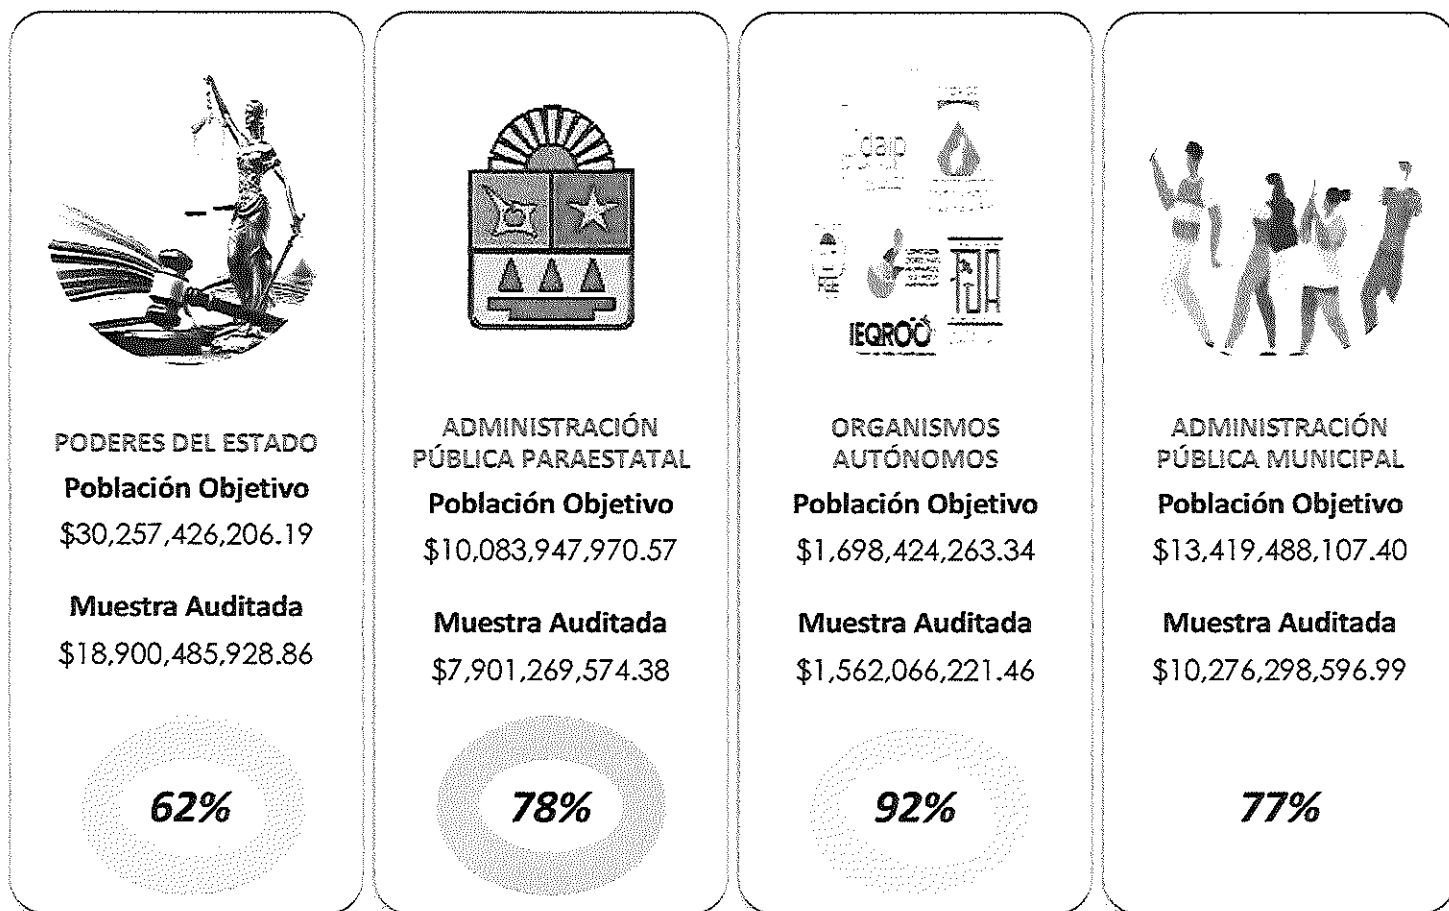 PODERES DEL ESTADO
Población Objetivo
$30,257,426,206.19
Muestra Auditada
$18,900,485,928.86
62%
ADMINISTRACIÓN
PÚBLICA PARAESTATAL
Población Objetivo
$10,083,947,970.57
Muestra Auditada
$7,901,269,574.38
78%
IEQROO
ORGANISMOS
AUTÓNOMOS
Población Objetivo
$1,698,424,263.34
Muestra Auditada
$1,562,066,221.46
92%
ADMINISTRACIÓN
PÚBLICA MUNICIPAL
Población Objetivo
$13,419,488,107.40
Muestra Auditada
$10,276,298,596.99
77%